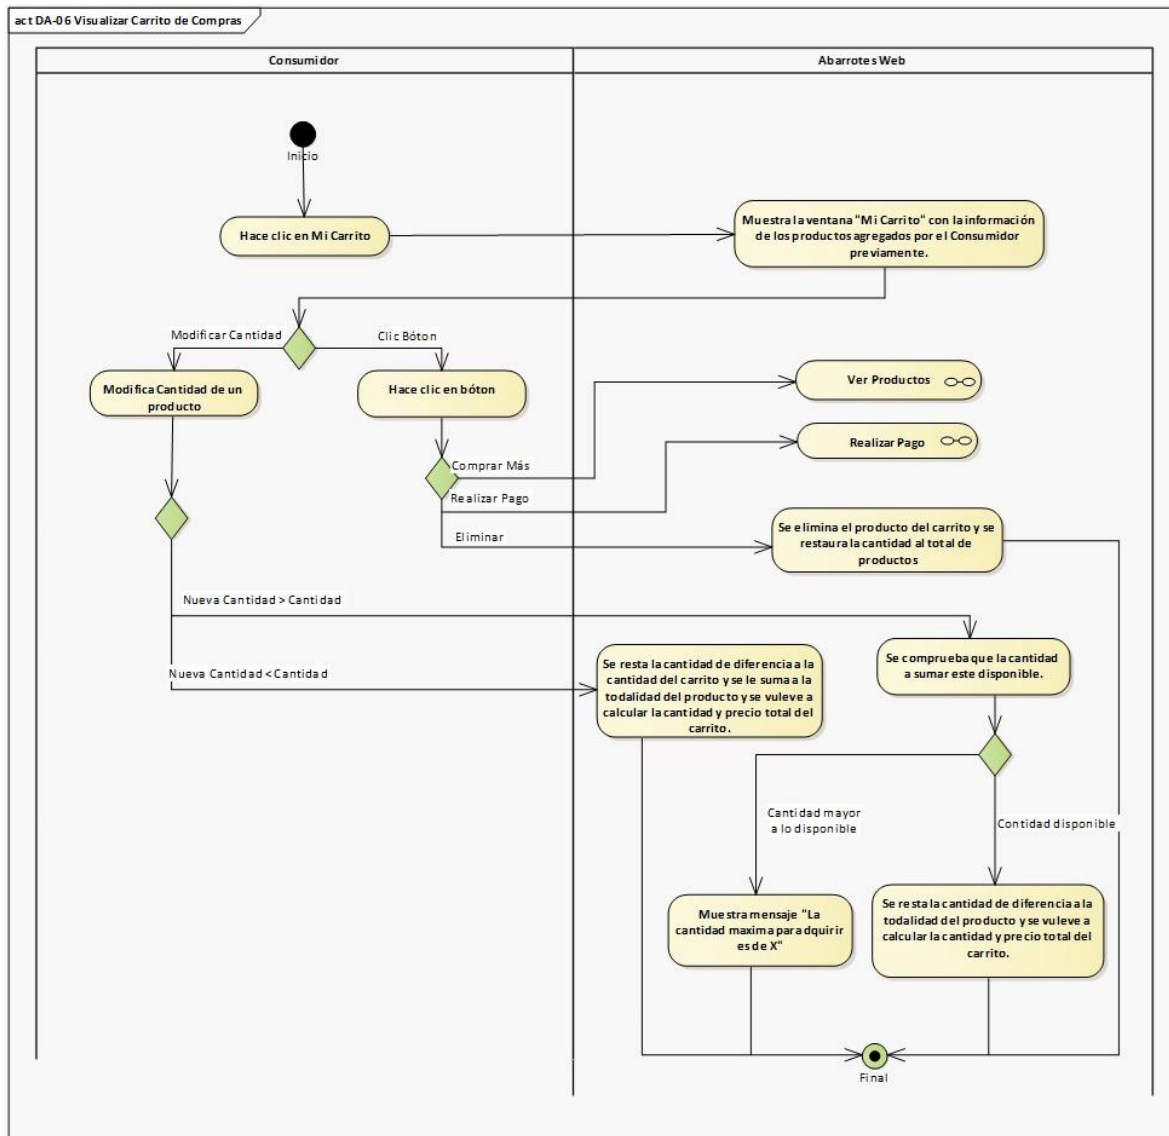 act DA-06 Visualizar Carrito de Compras
Consumidor
Abarrotes Web
Inicio
Hace clic en Mi Carrito
Muestra la ventana "Mi Carrito" con la información
de los productos agregados por el Consumidor
previamente.
Modificar Cantidad
Clic Bóton
Modifica Cantidad de un
producto
Hace clic en bóton
Ver Productos
Realizar Pago
Comprar Más
Realizar Pago
Eliminar
Se elimina el producto del carrito y se
restaura la cantidad al total de
productos
Nueva Cantidad > Cantidad
Nueva Cantidad < Cantidad
Se resta la cantidad de diferencia a la
cantidad del carrito y se le suma a la
todalidad del producto y se vuleve a
calcular la cantidad y precio total del
carrito.
Se comprueba que la cantidad
a sumar este disponible.
Cantidad mayor
a lo disponible
Contidad disponible
Muestra mensaje "La
cantidad maxima para dquirir
es de X"
Se resta la cantidad de diferencia a la
todalidad del producto y se vuleve a
calcular la cantidad y precio total del
carrito.
Final